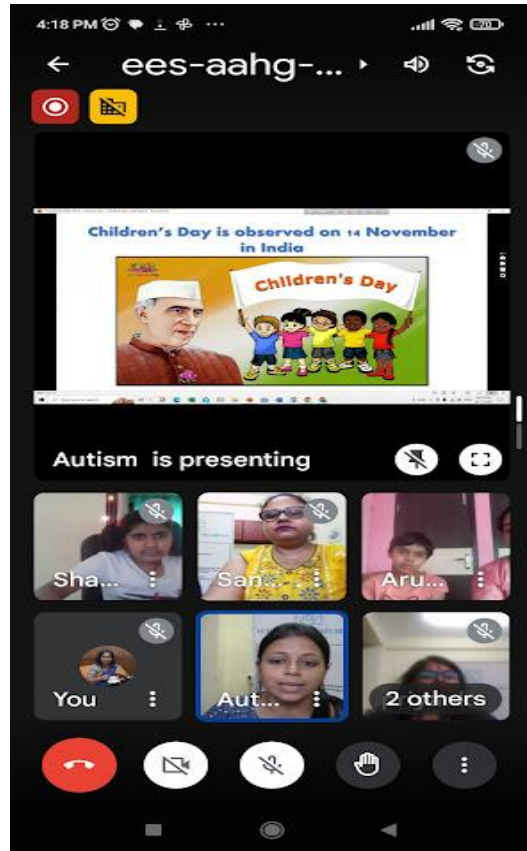 4:18 PM
20
ees-aahg-...
Children's Day is observed on 14 November
in India
Children's Day
Autism is presenting
Sha...
San...
Aru...
You
Aut...
2 others